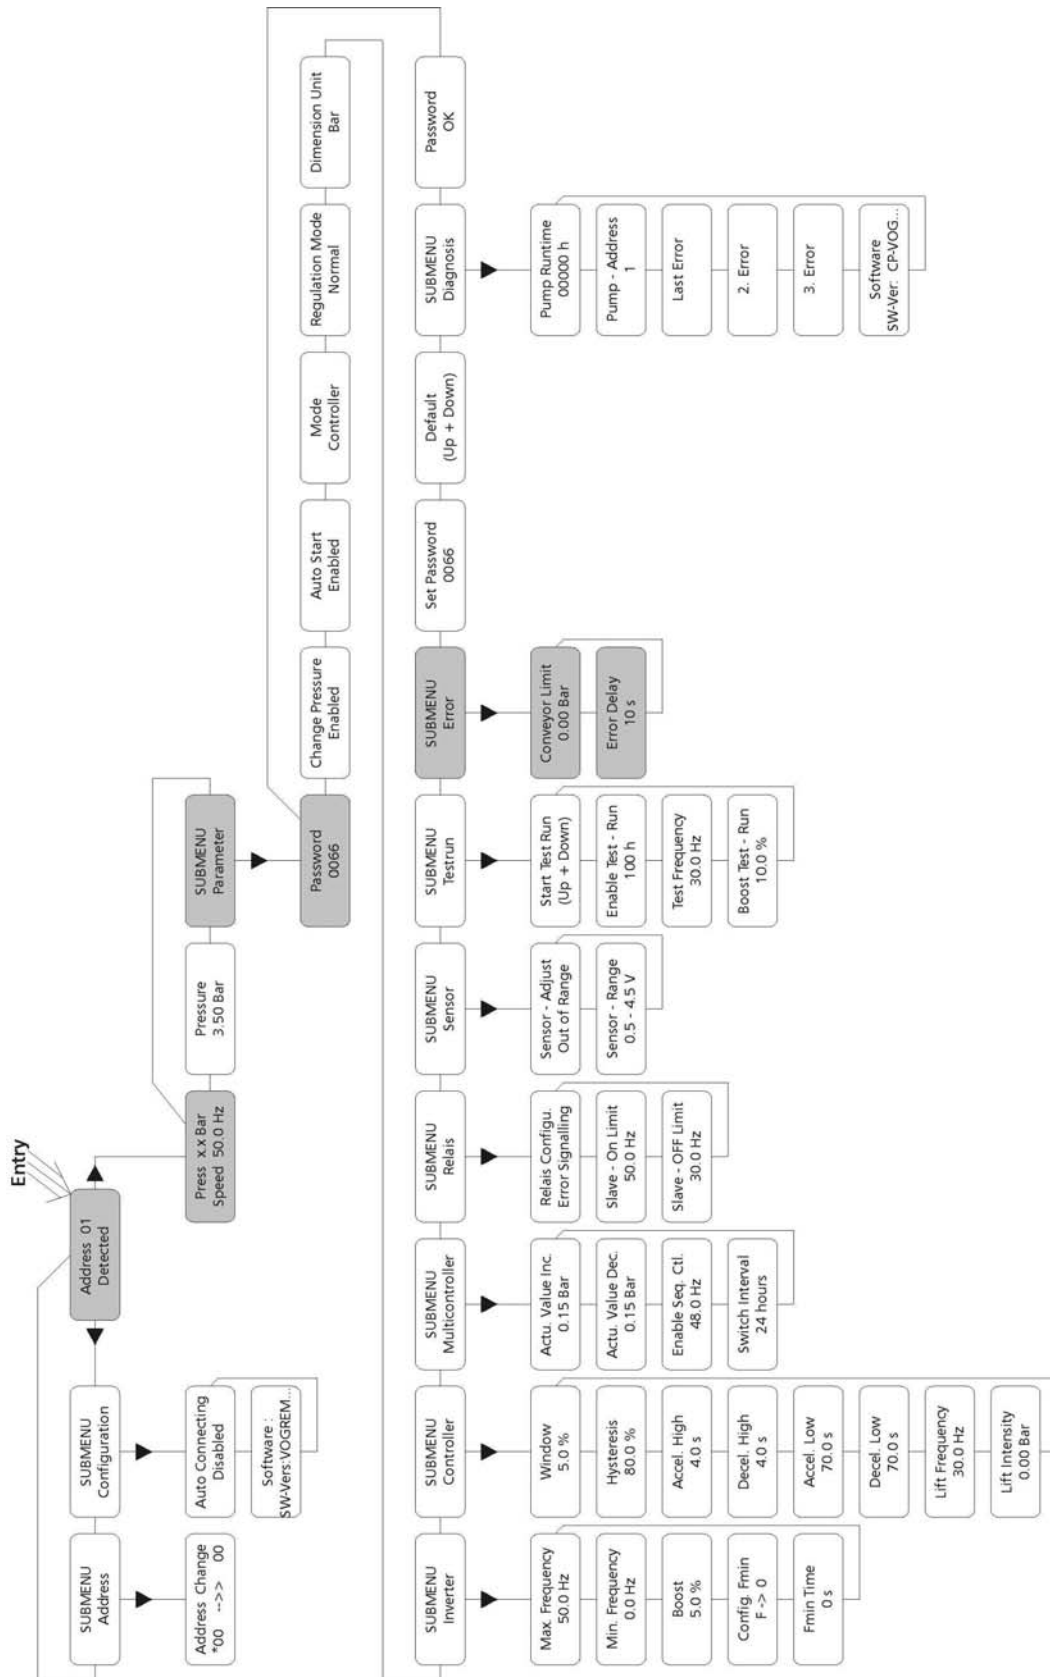 Entry
SUBMENU
Address
SUBMENU
Configuration
Address 01
Detected
Address Change
*00 -->> 00
Auto Connecting
Disabled
Software :
SW-Vers:VOGREM...
Press x.x Bar
Speed 50.0 Hz
Pressure
3.50 Bar
SUBMENU
Parameter
Password
0066
Change Pressure
Enabled
Auto Start
Enabled
Mode
Controller
Regulation Mode
Normal
Dimension Unit
Bar
SUBMENU
Inverter
SUBMENU
Controller
SUBMENU
Multicontroller
SUBMENU
Relais
SUBMENU
Sensor
SUBMENU
Testrun
SUBMENU
Error
Set Password
0066
Default
(Up + Down)
SUBMENU
Diagnosis
Password
OK
Max. Frequency
50.0 Hz
Min. Frequency
0.0 Hz
Boost
5.0 %
Config. Fmin
F -> 0
Fmin Time
0 s
Window
5.0 %
Hysteresis
80.0 %
Accel. High
4.0 s
Decel. High
4.0 s
Accel. Low
70.0 s
Decel. Low
70.0 s
Lift Frequency
30.0 Hz
Lift Intensity
0.00 Bar
Actu. Value Inc.
0.15 Bar
Actu. Value Dec.
0.15 Bar
Enable Seq. Ctl.
48.0 Hz
Switch Interval
24 hours
Relais Configu.
Error Signalling
Slave - On Limit
50.0 Hz
Slave - OFF Limit
30.0 Hz
Sensor - Adjust
Out of Range
Sensor - Range
0.5 - 4.5 V
Start Test Run
(Up + Down)
Enable Test - Run
100 h
Test Frequency
30.0 Hz
Boost Test - Run
10.0 %
Conveyor Limit
0.00 Bar
Error Delay
10 s
Pump Runtime
00000 h
Pump - Address
1
Last Error
2. Error
3. Error
Software
SW-Ver: CP-VOG...